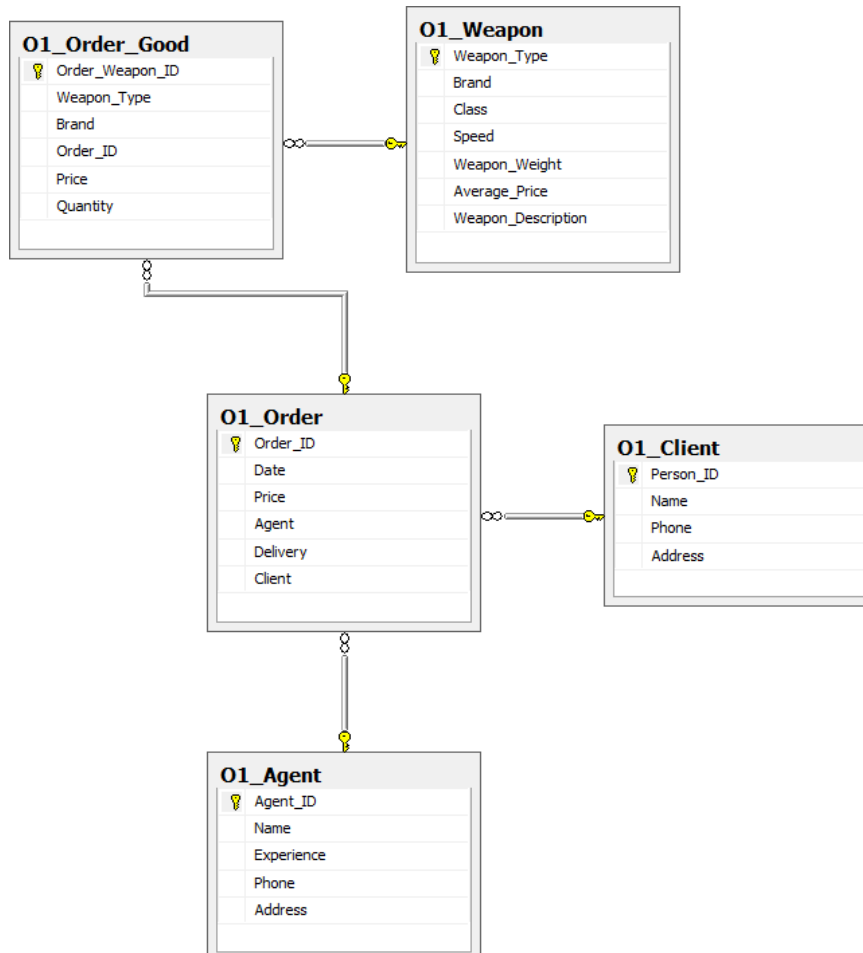 O1_Order_Good
Order_Weapon_ID
Weapon_Type
Brand
Order_ID
Price
Quantity
O1_Weapon
Weapon_Type
Brand
Class
Speed
Weapon_Weight
Average_Price
Weapon_Description
O1_Order
Order_ID
Date
Price
Agent
Delivery
Client
O1_Client
Person_ID
Name
Phone
Address
O1_Agent
Agent_ID
Name
Experience
Phone
Address